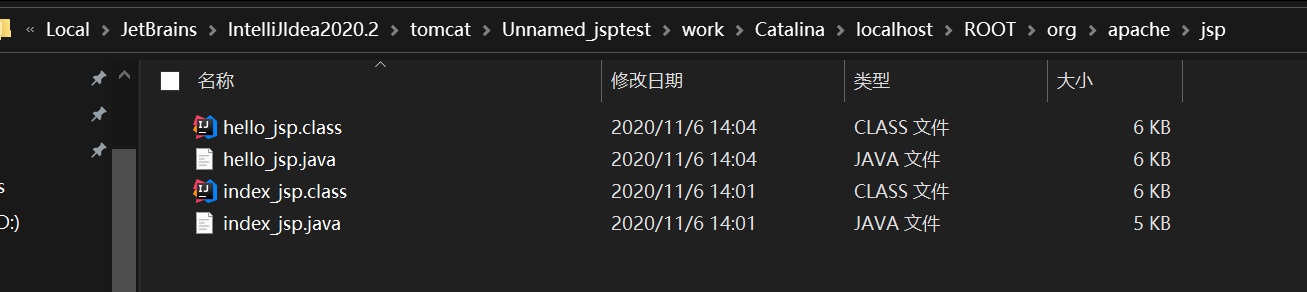 « Local > JetBrains > IntelliJIdea2020.2 > tomcat > Unnamed_jsptest > work > Catalina > localhost > ROOT > org > apache > jsp
名称 修改日期 类型 大小
hello_jsp.class 2020/11/6 14:04 CLASS 文件 6 KB
hello_jsp.java 2020/11/6 14:04 JAVA 文件 6 KB
s index_jsp.class 2020/11/6 14:01 CLASS 文件 6 KB
D:) index_jsp.java 2020/11/6 14:01 JAVA 文件 5 KB